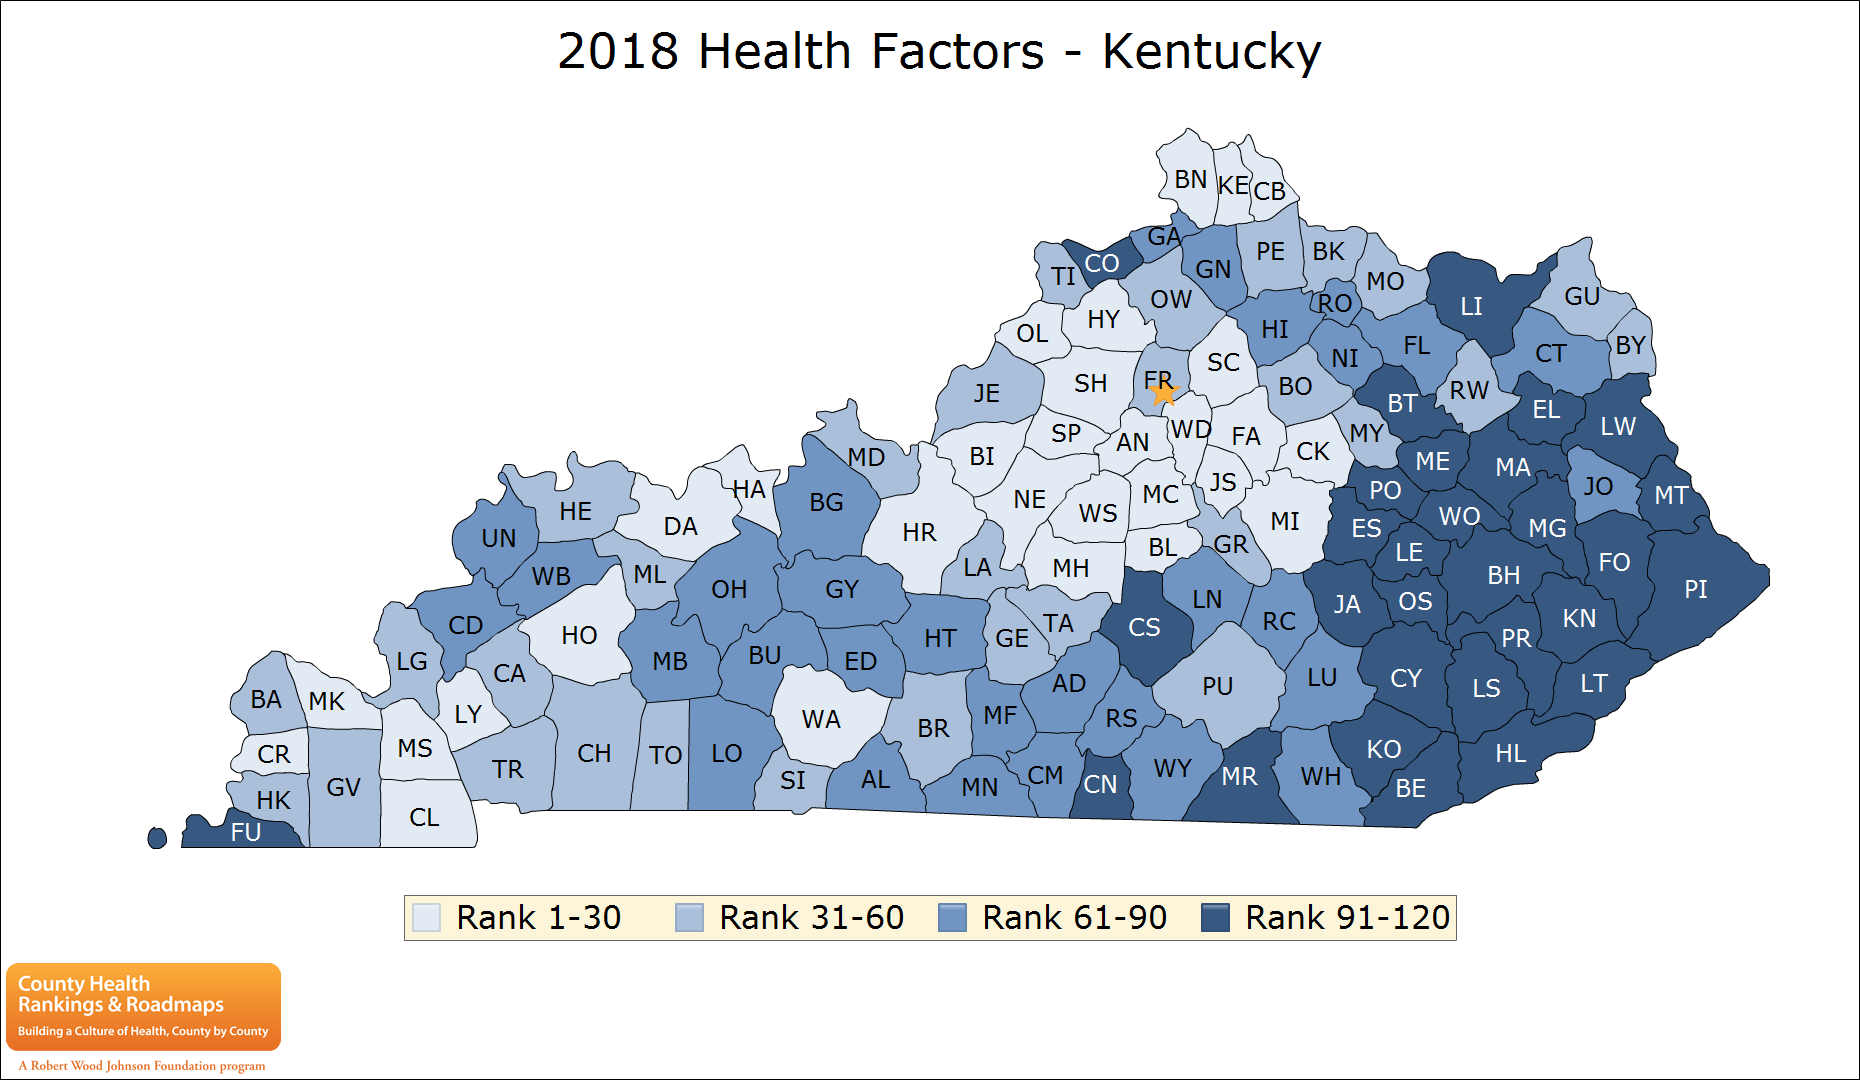 2018 Health Factors - Kentucky
BN KE CB
GA PE BK
CO GN
TI OW MO GU
HY RO LI
OL HI
SC NI FL CT BY
SH FR BO RW
JE BT EL
SP AN WD FA MY LW
BI CK
MD ME MA
HA JS PO JO MT
BG NE WS MC
HE DA MI WO
HR ES MG
UN BL GR LE
WB ML LA MH BH FO
OH GY PI
LN JA OS
CD HO TA CS RC KN
HT GE PR
LG MB BU ED
CA AD PU LU CY LS LT
BA MK
LY WA BR MF RS
CR MS
TR CH TO LO KO HL
HK GV SI AL MN CM CN WY MR WH BE
CL
FU
Rank 1-30 Rank 31-60 Rank 61-90 Rank 91-120
County Health
Rankings & Roadmaps
Building a Culture of Health, County by County
A Robert Wood Johnson Foundation program